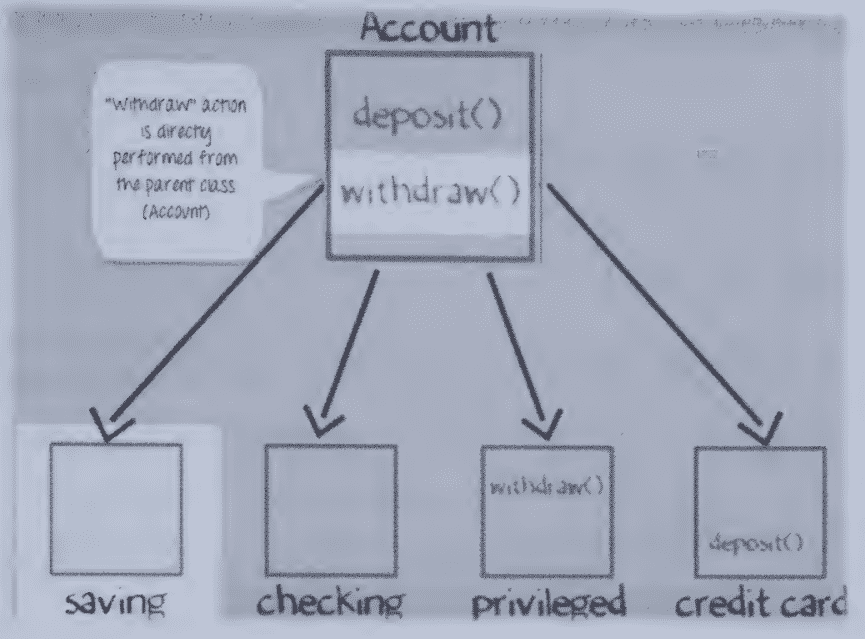 Account
"Withdraw" action
is directly
performed from
the parent class
(Account)
deposit()
withdraw()
withdraw()
deposit()
saving
checking
privileged
credit card